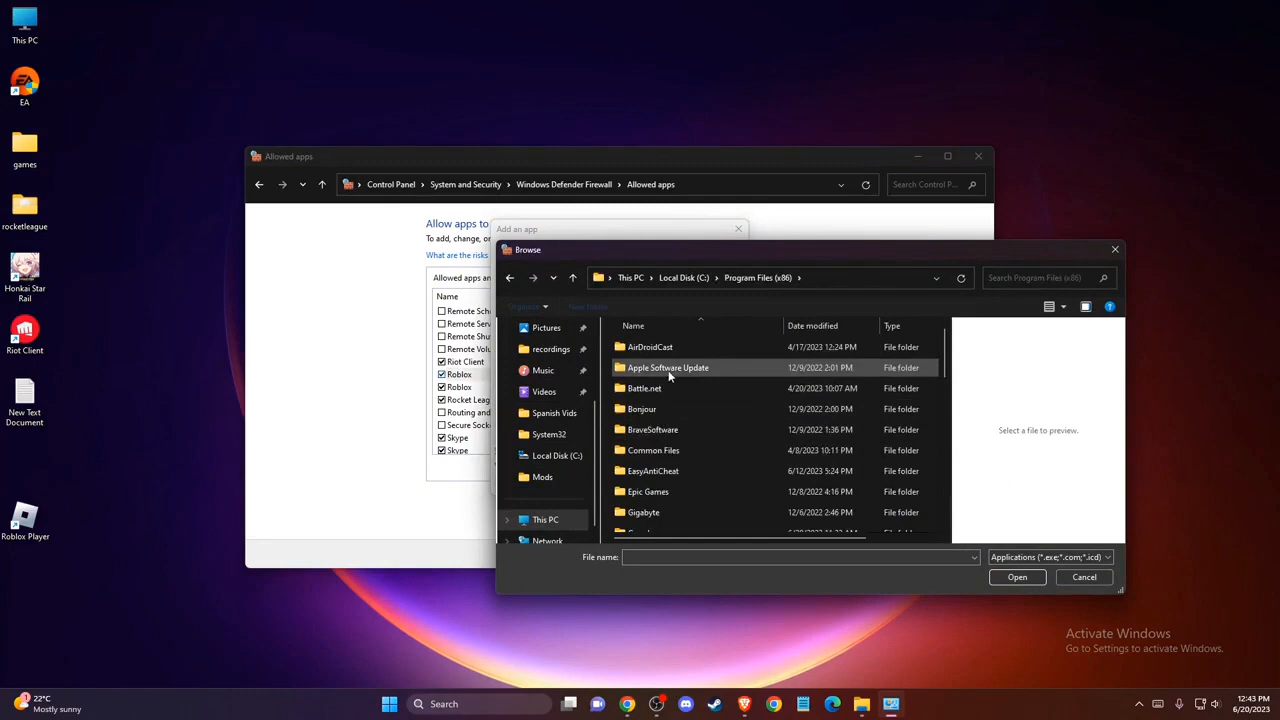 This PC
EA
games
rocketleague
Honkai Star
Rail
Riot Client
New Text
Document
Roblox Player
Allowed apps
Control Panel
System and Security
Windows Defender Firewall
Allowed apps
Search Control P...
Allow apps to
To add, change, or
What are the risks
Allowed apps an
Name
Remote Sch
Remote Serv
Remote Shu
Remote Volu
Riot Client
Roblox
Roblox
Rocket Leag
Routing and
Secure Sock
Skype
Skype
Add an app
Browse
This PC
Local Disk (C:)
Program Files (x86)
Search Program Files (x86)
Organize
New folder
Pictures
recordings
Music
Videos
Spanish Vids
System32
Local Disk (C:)
Mods
This PC
Network
Name Date modified Type
AirDroidCast 4/17/2023 12:24 PM File folder
Apple Software Update 12/9/2022 2:01 PM File folder
Battle.net 4/20/2023 10:07 AM File folder
Bonjour 12/9/2022 2:00 PM File folder
BraveSoftware 12/9/2022 1:36 PM File folder
Common Files 4/8/2023 10:11 PM File folder
EasyAntiCheat 6/12/2023 5:24 PM File folder
Epic Games 12/8/2022 4:16 PM File folder
Gigabyte 12/6/2022 2:46 PM File folder
Select a file to preview.
File name:
Applications (*.exe;*.com;*.icd)
Open
Cancel
Activate Windows
Go to Settings to activate Windows.
22°C
Mostly sunny
Search
12:43 PM
6/20/2023